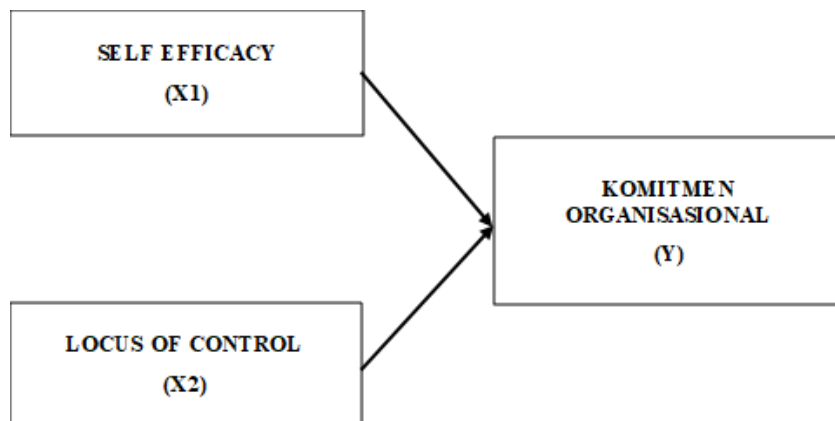 SELF EFFICACY
(X1)
KOMITMEN
ORGANISASIONAL
(Y)
LOCUS OF CONTROL
(X2)